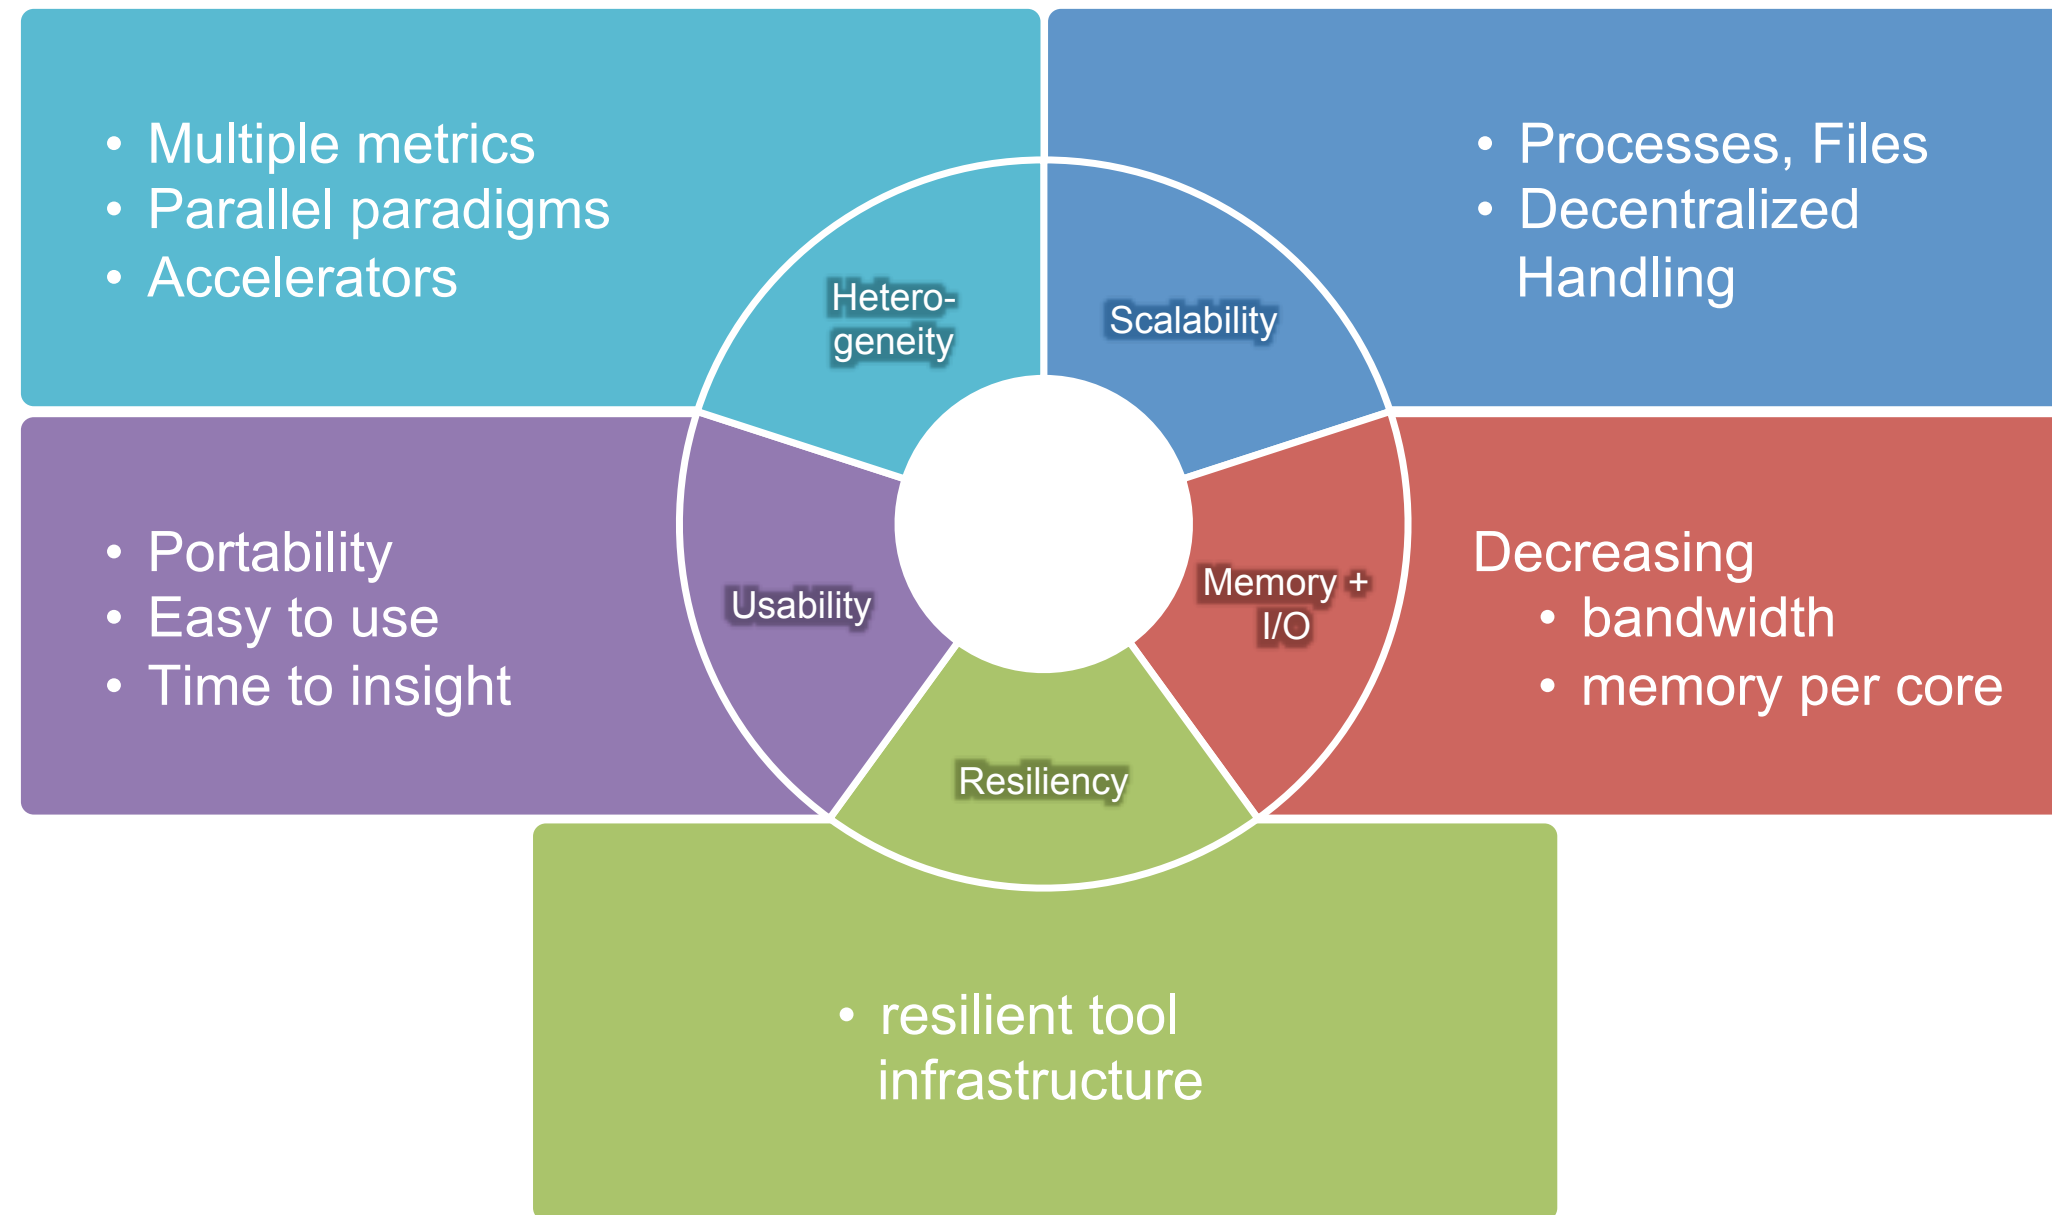 • Multiple metrics
• Parallel paradigms
• Accelerators
Hetero-
geneity
• Processes, Files
• Decentralized
Handling
Scalability
• Portability
• Easy to use
• Time to insight
Usability
Decreasing
• bandwidth
• memory per core
Memory +
I/O
Resiliency
• resilient tool
infrastructure